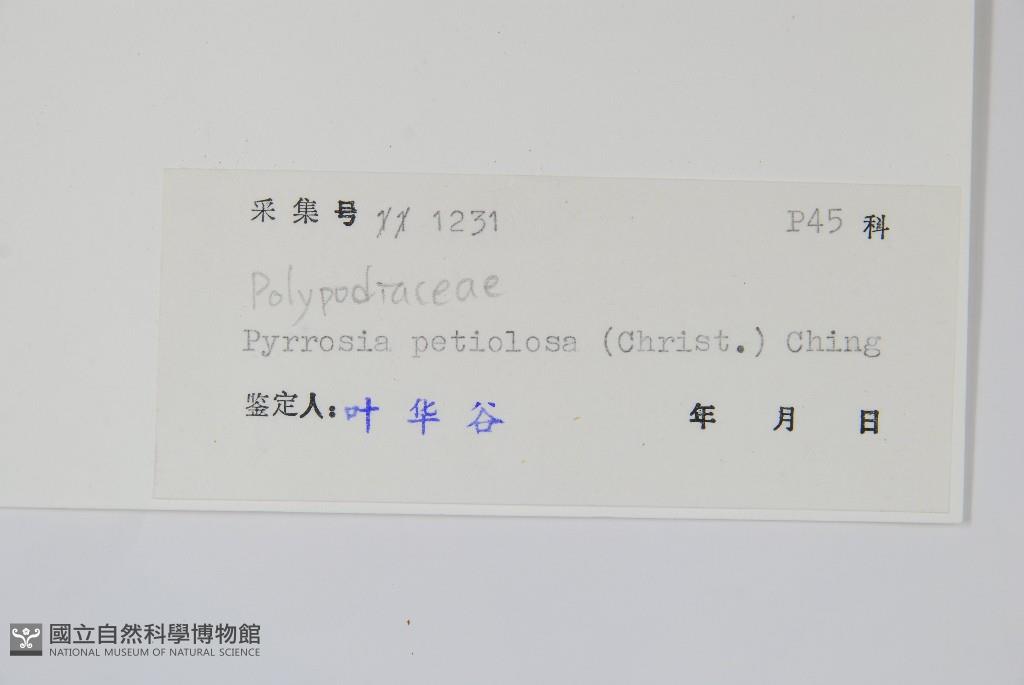 采集号 11 1231 P45 科
Polypodiaceae
Pyrrosia petiolosa (Christ.) Ching
鉴定人:叶华谷 年 月 日
國立自然科學博物館
NATIONAL MUSEUM OF NATURAL SCIENCE